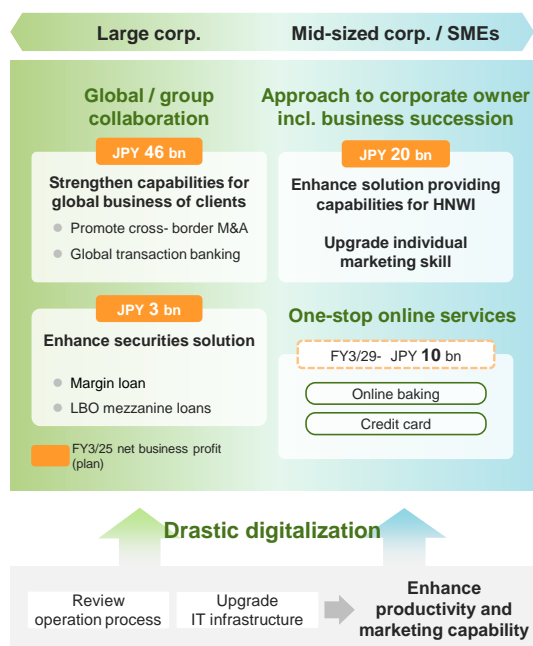 Large corp.
Mid-sized corp. / SMEs
Global / group
collaboration
JPY 46 bn
Strengthen capabilities for
global business of clients
Promote cross- border M&A
Global transaction banking
JPY 3 bn
Enhance securities solution
Margin loan
LBO mezzanine loans
FY3/25 net business profit
(plan)
Approach to corporate owner
incl. business succession
JPY 20 bn
Enhance solution providing
capabilities for HNWI
Upgrade individual
marketing skill
One-stop online services
FY3/29- JPY 10 bn
Online baking
Credit card
Drastic digitalization
Review
operation process
Upgrade
IT infrastructure
Enhance
productivity and
marketing capability